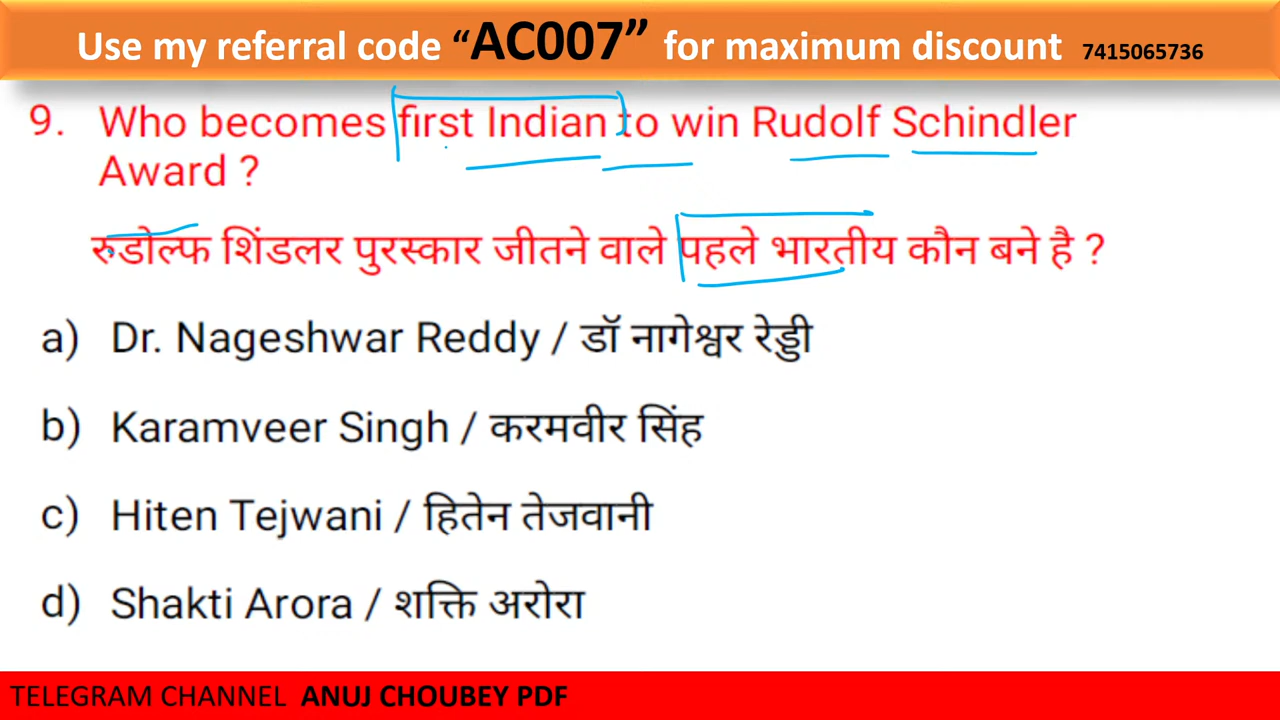 Use my referral code “AC007” for maximum discount 7415065736
9. Who becomes first Indian to win Rudolf Schindler
Award ?
रुडोल्फ शिंडलर पुरस्कार जीतने वाले पहले भारतीय कौन बने है ?
a) Dr. Nageshwar Reddy / डॉ नागेश्वर रेड्डी
b) Karamveer Singh / करमवीर सिंह
c) Hiten Tejwani / हितेन तेजवानी
d) Shakti Arora / शक्ति अरोरा
TELEGRAM CHANNEL ANUJ CHOUBEY PDF